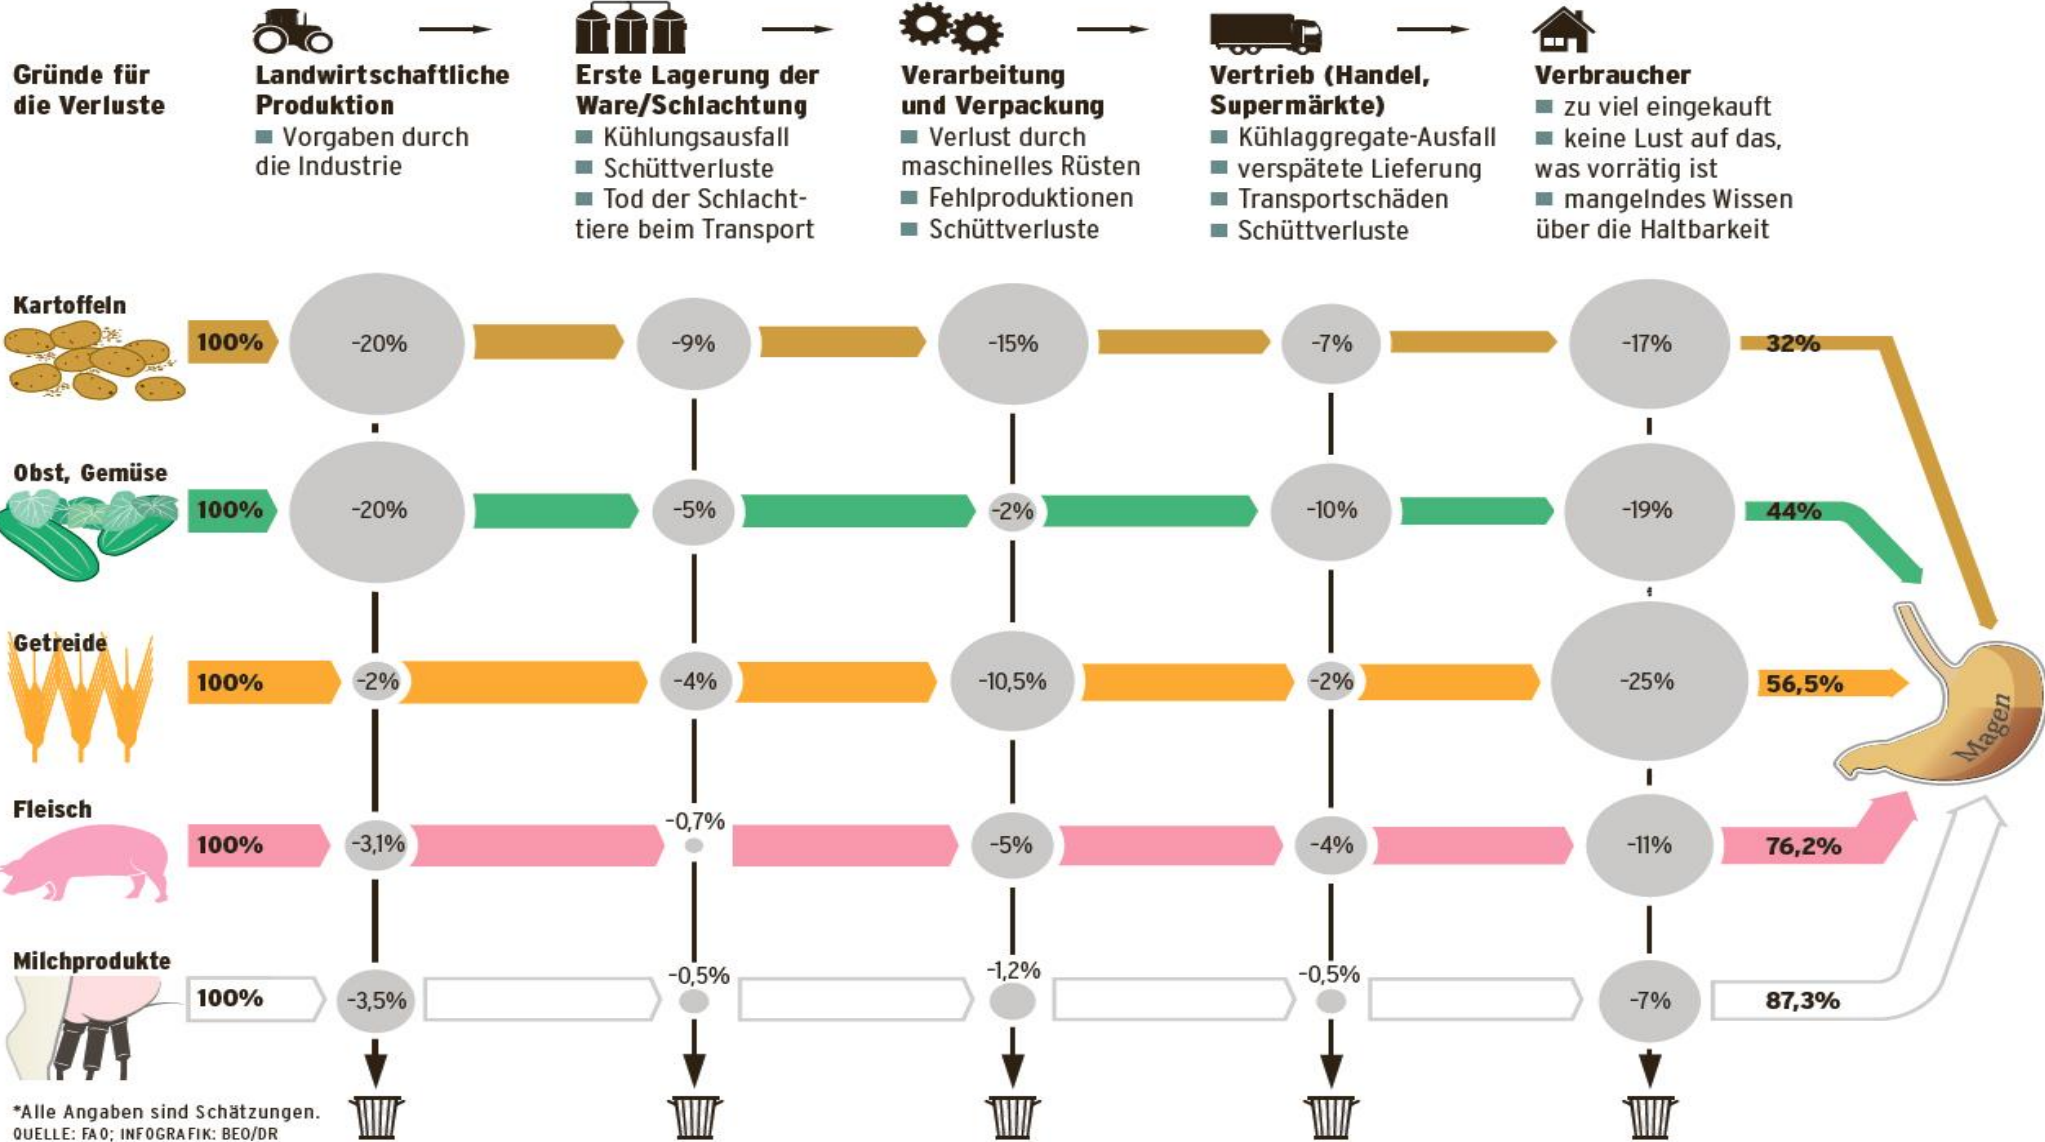 Gründe für
die Verluste
Landwirtschaftliche
Produktion
Vorgaben durch
die Industrie
Erste Lagerung der
Ware/Schlachtung
Kühlungsausfall
Schüttverluste
Tod der Schlacht-
tiere beim Transport
Verarbeitung
und Verpackung
Verlust durch
maschinelles Rüsten
Fehlproduktionen
Schüttverluste
Vertrieb (Handel,
Supermärkte)
Kühlaggregate-Ausfall
verspätete Lieferung
Transportschäden
Schüttverluste
Verbraucher
zu viel eingekauft
keine Lust auf das,
was vorrätig ist
mangelndes Wissen
über die Haltbarkeit
Kartoffeln
100% -20% -9% -15% -7% -17% 32%
Obst, Gemüse
100% -20% -5% -2% -10% -19% 44%
Getreide
100% -2% -4% -10,5% -2% -25% 56,5%
Magen
Fleisch
100% -3,1% -0,7% -5% -4% -11% 76,2%
Milchprodukte
100% -3,5% -0,5% -1,2% -0,5% -7% 87,3%
*Alle Angaben sind Schätzungen.
QUELLE: FAO; INFOGRAFIK: BEO/DR